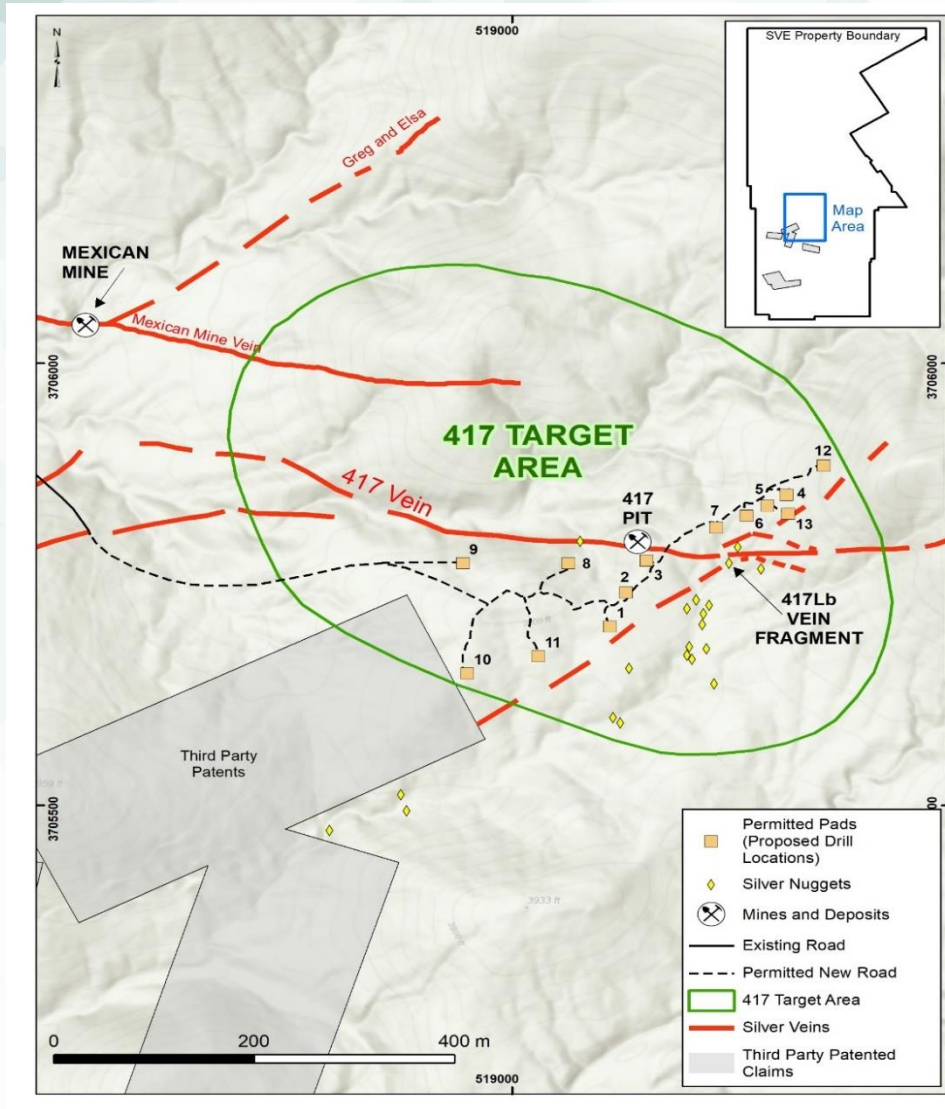 519000
N
SVE Property Boundary
Map
Area
Greg and Elsa
MEXICAN
MINE
Mexican Mine Vein
3706000
3706000
417 TARGET
AREA
417 Vein
417
PIT
12
5
4
7
6
13
9
8
3
2
1
11
10
417Lb
VEIN
FRAGMENT
Third Party
Patents
3705500
3933 ft
Permitted Pads
(Proposed Drill
Locations)
Silver Nuggets
Mines and Deposits
Existing Road
Permitted New Road
417 Target Area
Silver Veins
Third Party Patented
Claims
0 200 400 m
519000